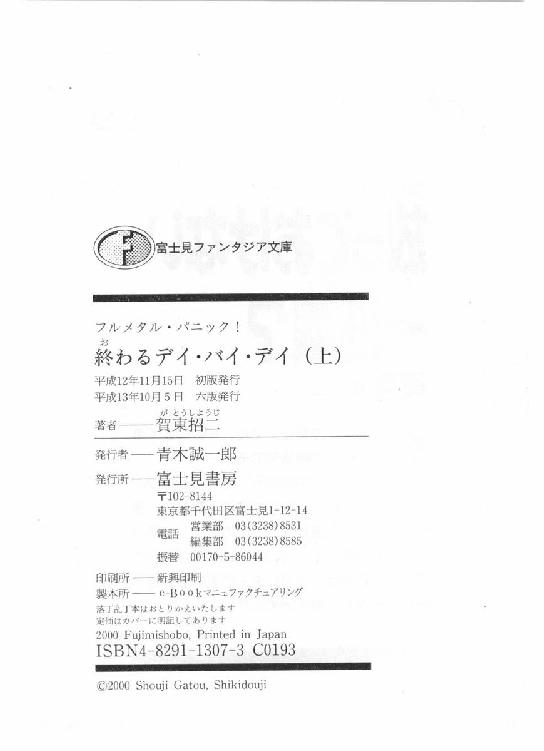 富士見ファンタジア文庫
フルメタル・パニック!
お
終わるデイ・バイ・デイ(上)
平成12年11月15日 初版発行
平成13年10月5日 六版発行
が とうしょうじ
著者――賀東招二
発行者――青木誠一郎
発行所――富士見書房
〒102-8144
東京都千代田区富士見1-12-14
電話 営業部 03(3238)8531
編集部 03(3238)8585
振替 00170-5-86044
印刷所――新興印刷
製本所――e-Bookマニュファクチュアリング
落丁乱丁本はおとりかえいたします
定価はカバーに明記してあります
2000 Fujimishobo, Printed in Japan
ISBN4-8291-1307-3 C0193
©2000 Shouji Gatou, Shikidouji